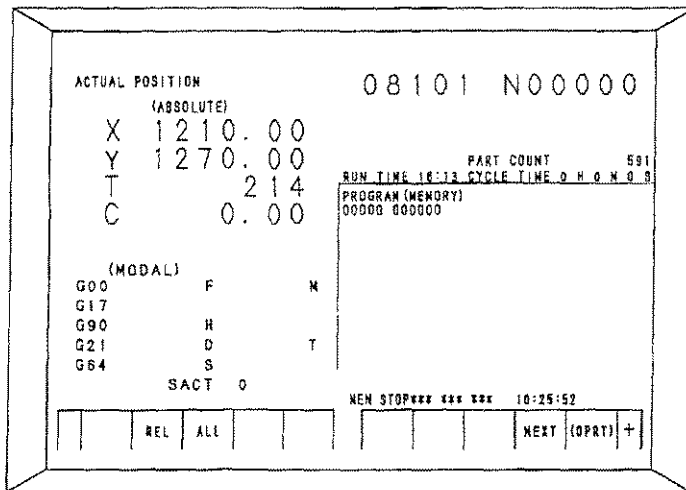 ACTUAL POSITION
08101 N00000
(ABSOLUTE)
X 1210.00
Y 1270.00
T 214
C 0.00
PART COUNT 591
RUN TIME 16:13 CYCLE TIME 0 H 0 M 0 S
PROGRAM (MEMORY)
00000 000000
(MODAL)
G00 F M
G17
G90 H
G21 D T
G64 S
SACT 0
MEM STOP*** *** *** 10:25:52
REL ALL NEXT (OPRT) +